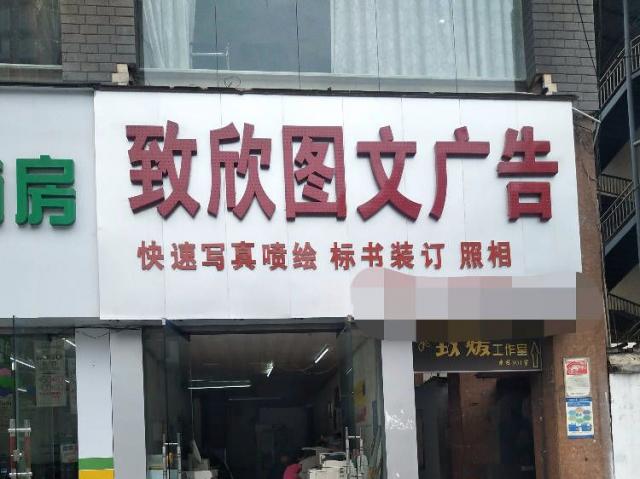 致欣图文广告
快速写真喷绘 标书装订 照相
房
工作室